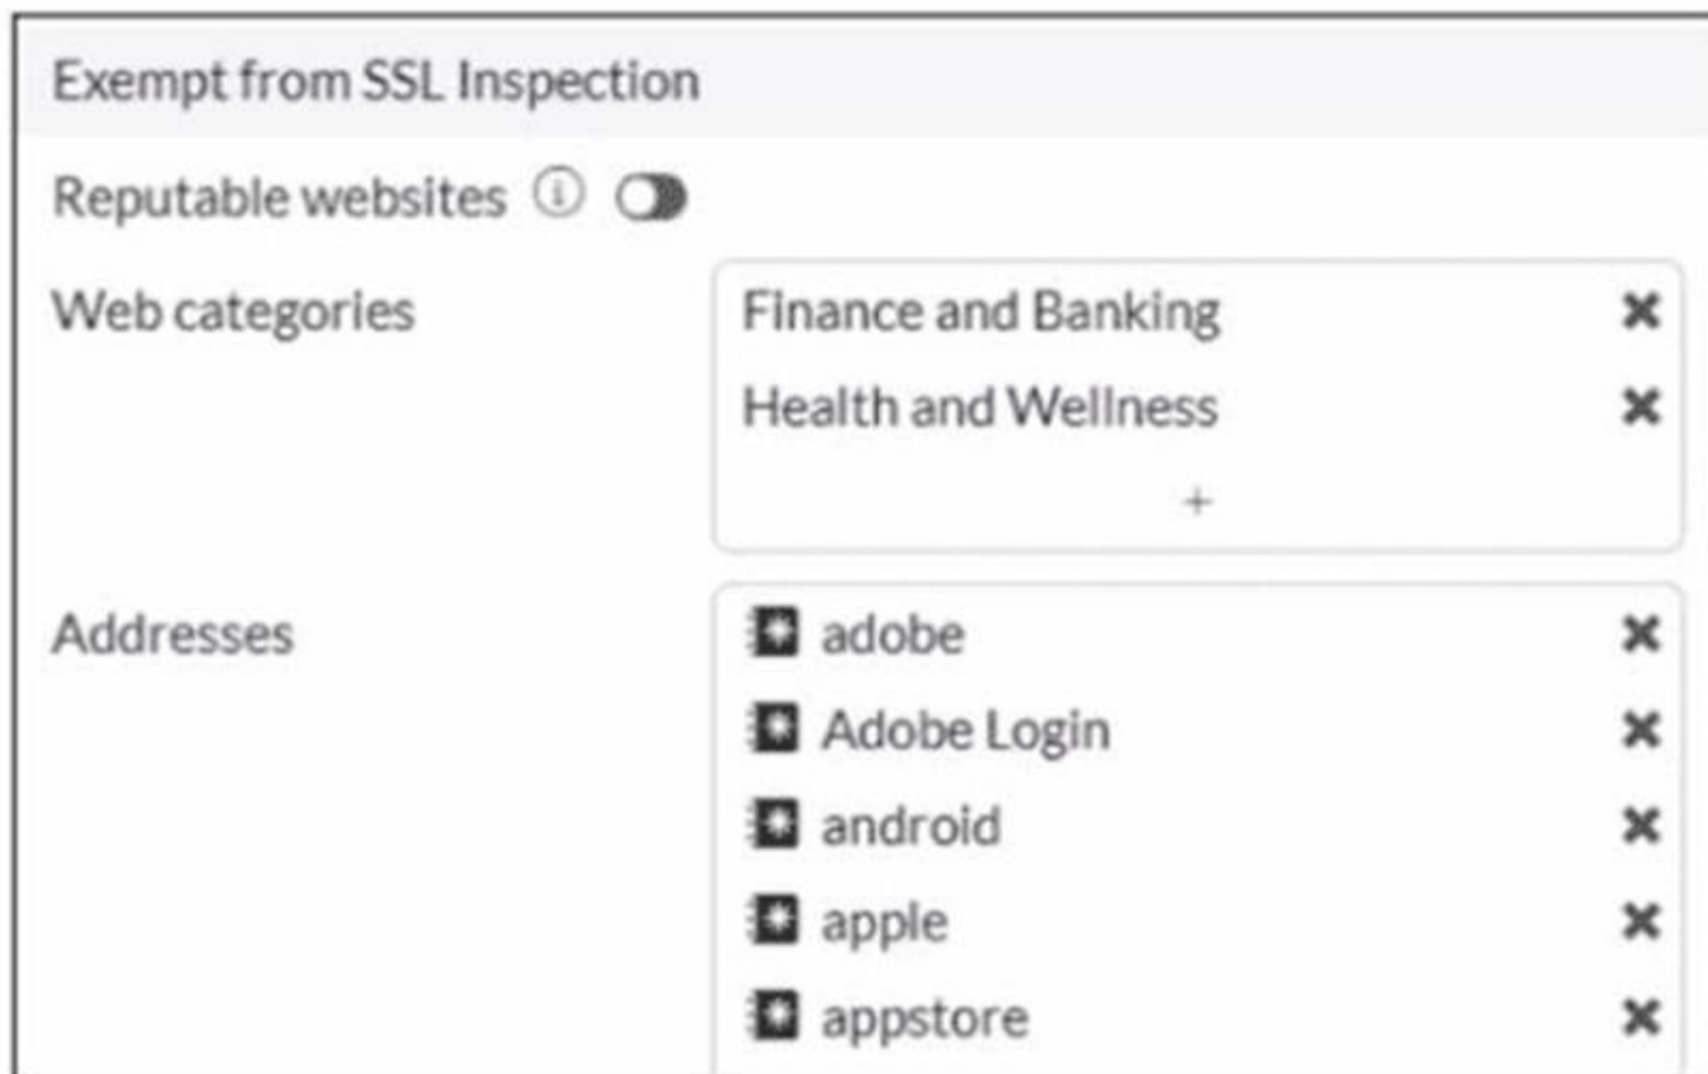 Exempt from SSL Inspection
Reputable websites
Web categories
Finance and Banking
Health and Wellness
+
Addresses
adobe
Adobe Login
android
apple
appstore